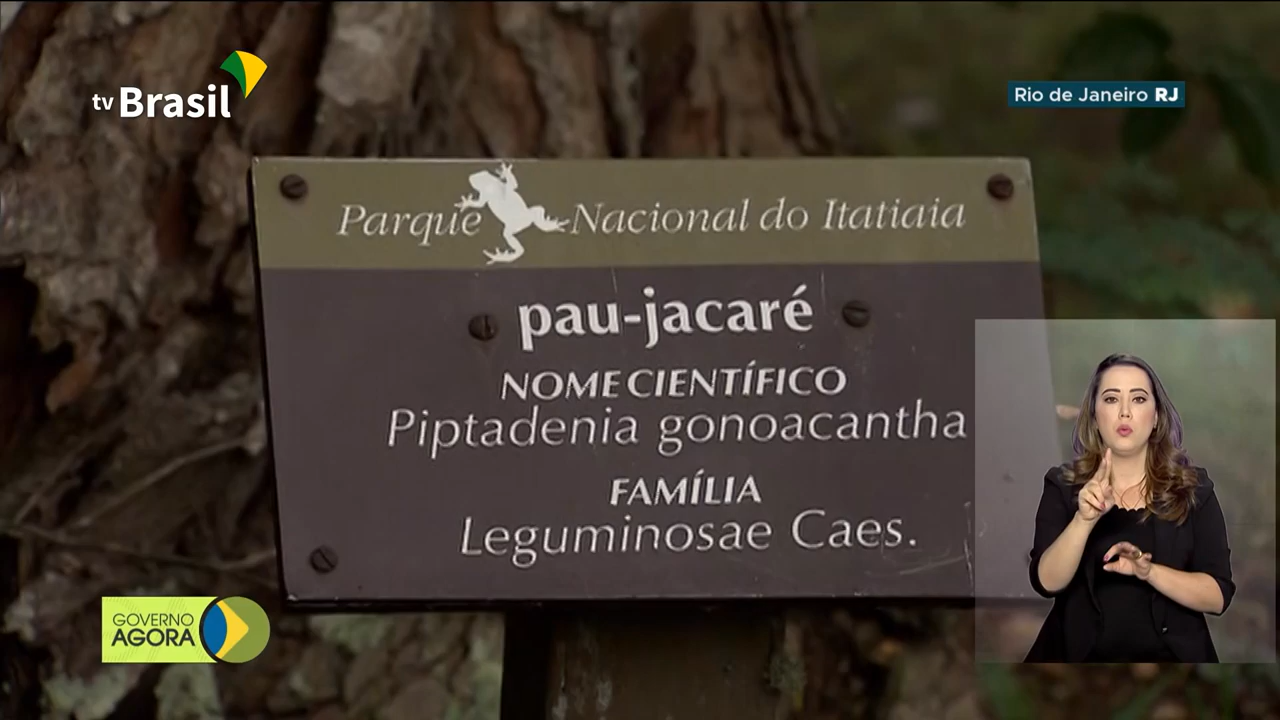 tv Brasil
Rio de Janeiro RJ
Parque Nacional do Itatiaia
pau-jacaré
NOME CIENTÍFICO
Piptadenia gonoacantha
FAMÍLIA
Leguminosae Caes.
GOVERNO
AGORA